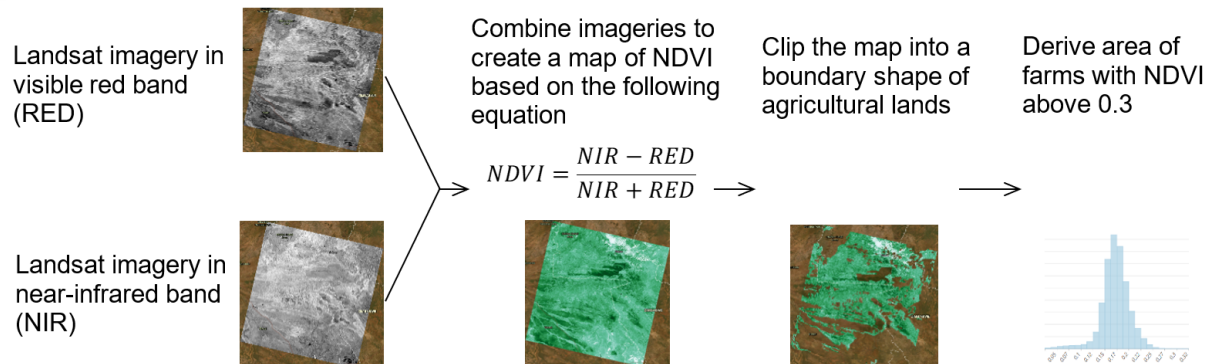 Landsat imagery in
visible red band
(RED)
Combine imageries to
create a map of NDVI
based on the following
equation
NDVI = (NIR − RED) / (NIR + RED)
Clip the map into a
boundary shape of
agricultural lands
Derive area of
farms with NDVI
above 0.3
Landsat imagery in
near-infrared band
(NIR)